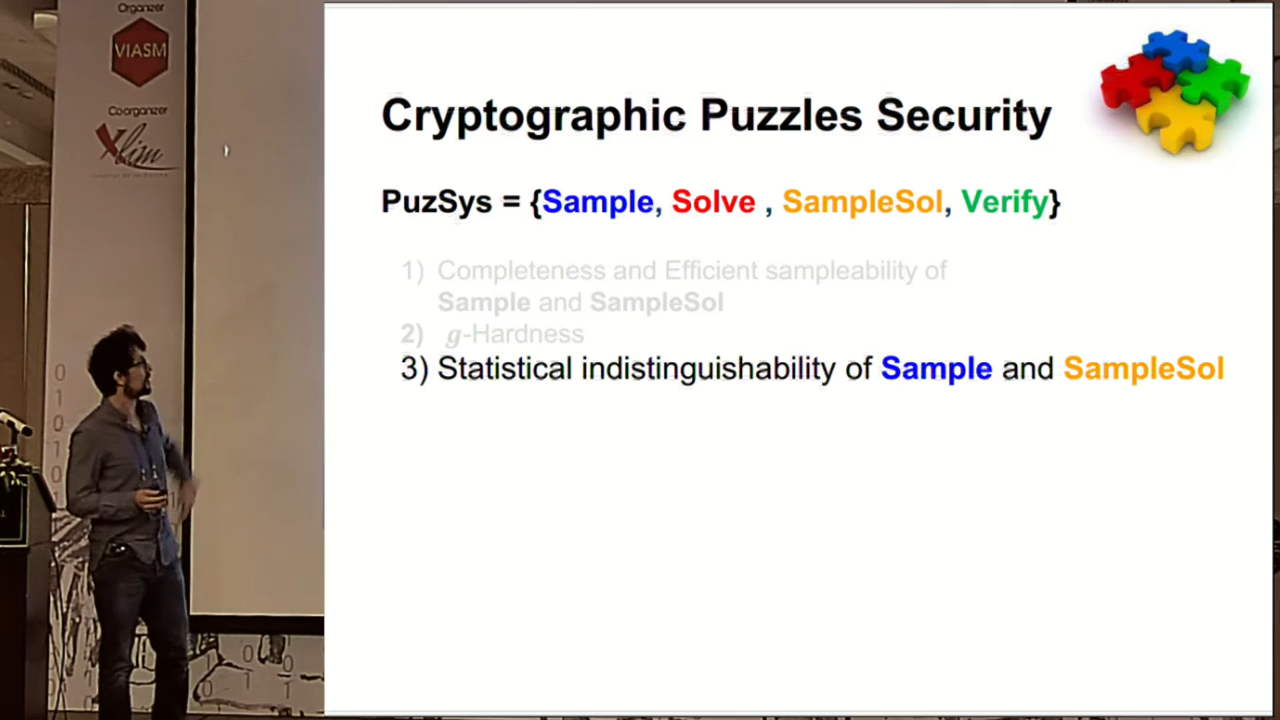 Organizer
VIASM
Coorganizer
Xlim
Cryptographic Puzzles Security
PuzSys = {Sample, Solve , SampleSol, Verify}
1) Completeness and Efficient sampleability of
Sample and SampleSol
2) g-Hardness
3) Statistical indistinguishability of Sample and SampleSol